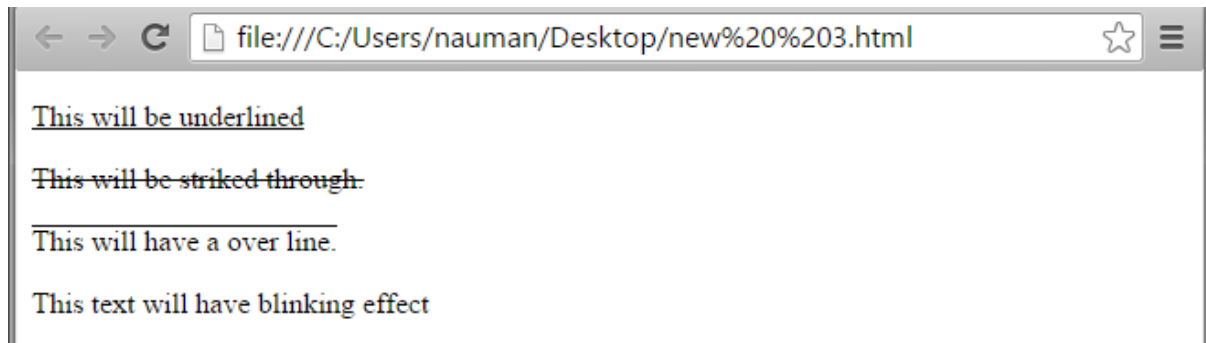 file:///C:/Users/nauman/Desktop/new%20%203.html
This will be underlined
This will be striked through.
This will have a over line.
This text will have blinking effect